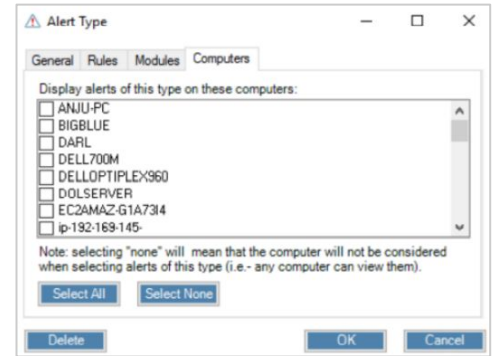 Alert Type
General Rules Modules Computers
Display alerts of this type on these computers:
ANJU-PC
BIGBLUE
DARL
DELL700M
DELLOPTIPLEX960
DOLSERVER
EC2AMAZ-G1A73I4
ip-192-169-145-
Note: selecting "none" will mean that the computer will not be considered
when selecting alerts of this type (i.e.- any computer can view them).
Select All Select None
Delete OK Cancel